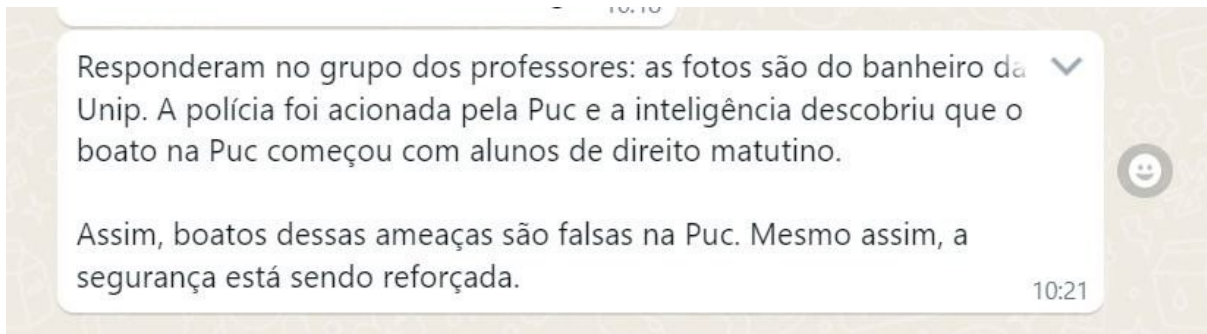 Responderam no grupo dos professores: as fotos são do banheiro da
Unip. A polícia foi acionada pela Puc e a inteligência descobriu que o
boato na Puc começou com alunos de direito matutino.
Assim, boatos dessas ameaças são falsas na Puc. Mesmo assim, a
segurança está sendo reforçada.
10:21